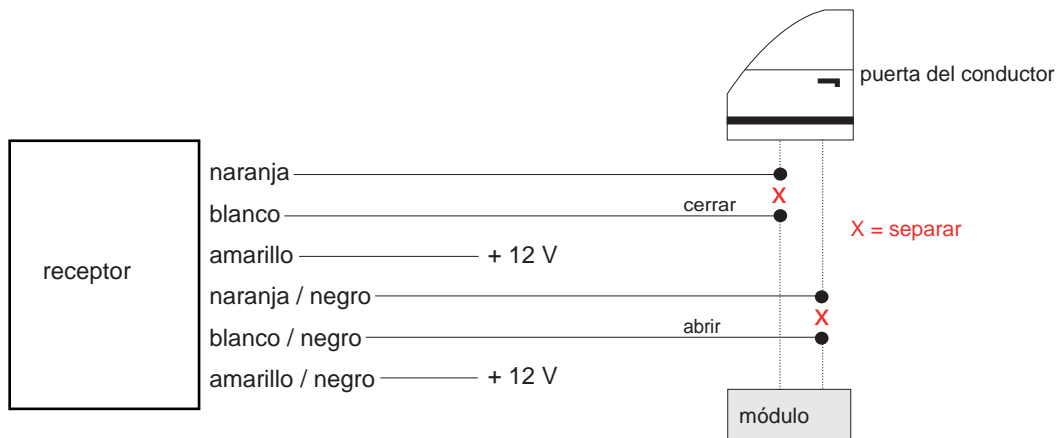 puerta del conductor
naranja
X
blanco
cerrar
X = separar
amarillo
+ 12 V
receptor
naranja / negro
X
blanco / negro
abrir
amarillo / negro
+ 12 V
módulo